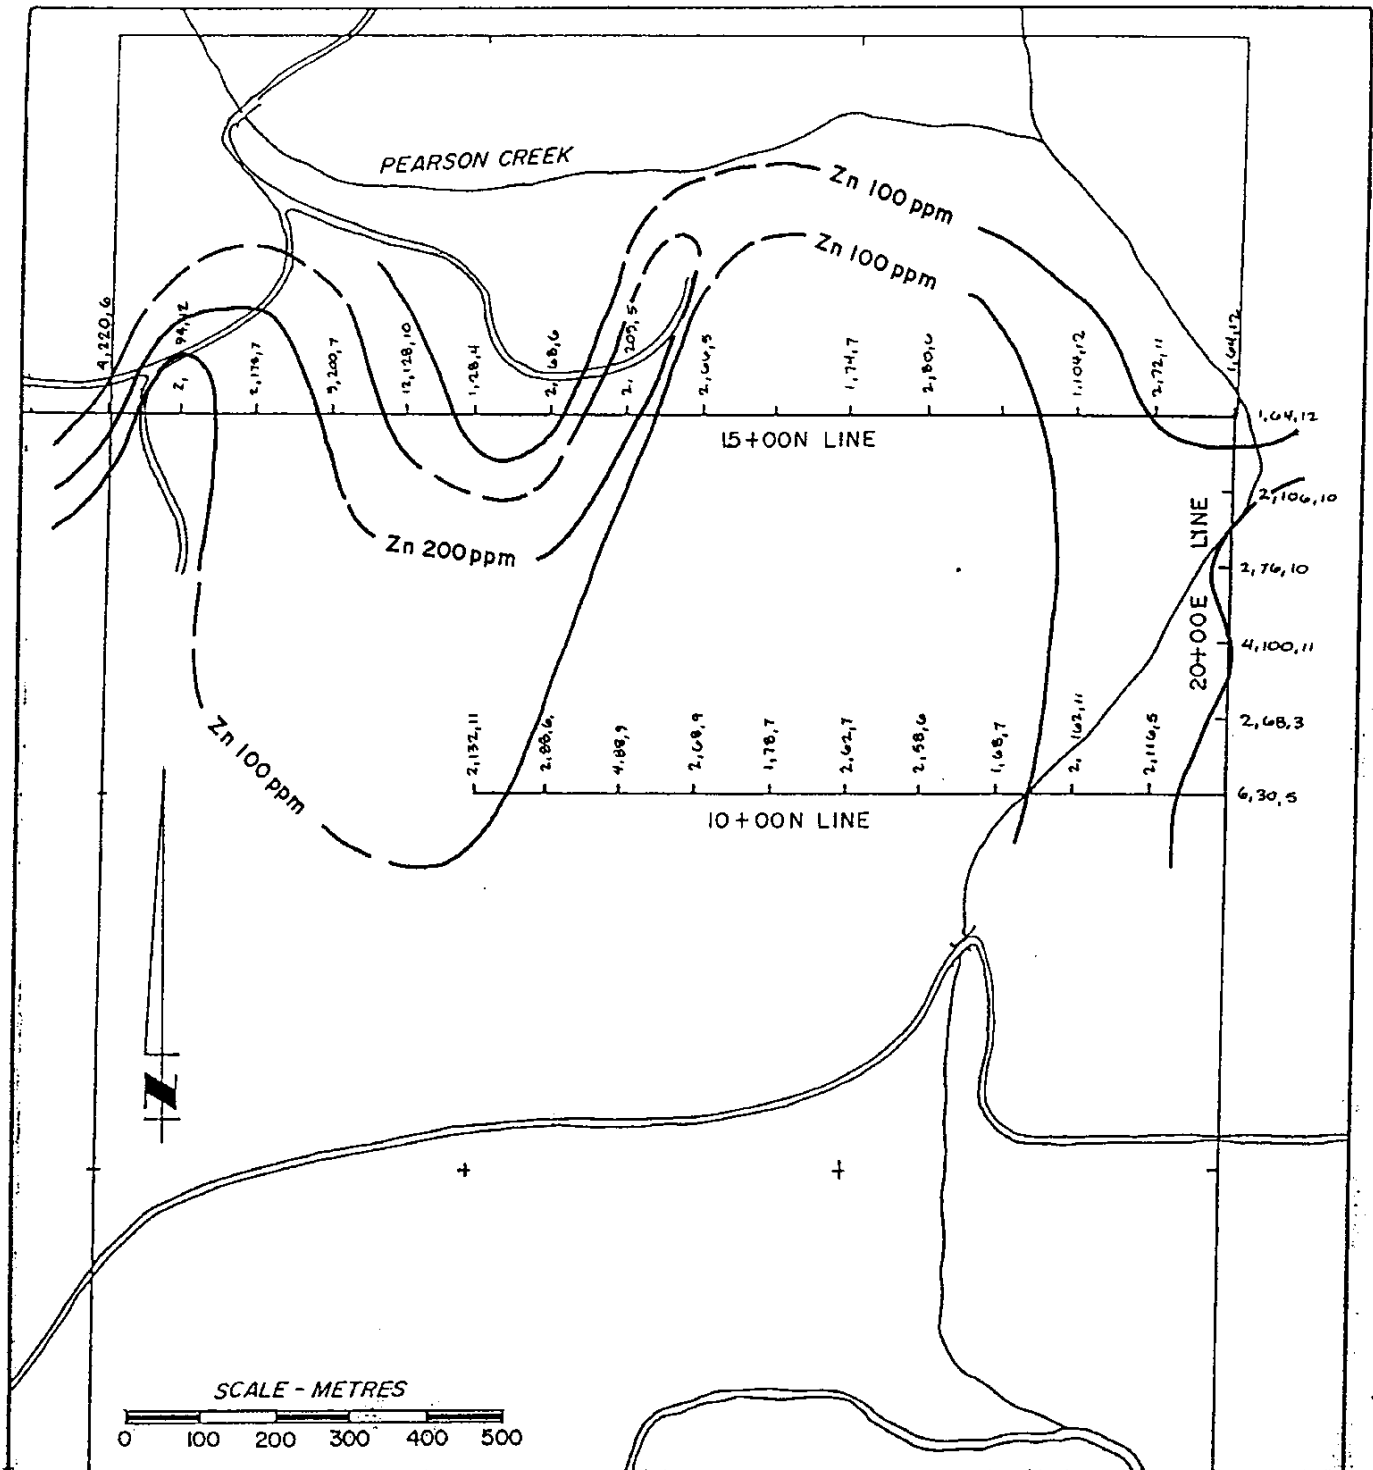 PEARSON CREEK
Zn 100 ppm
Zn 100 ppm
4,220,6
2, 94,12
2,178,7
9,200,7
12,128,10
1,28,4
2,68,6
2, 205,5
2,66,5
1,74,7
2,80,6
1,104,12
2,72,11
1,64,12
1,64,12
15+00N LINE
2,106,10
Zn 200 ppm
2,76,10
20+00E LINE
4,100,11
2,68,3
Zn 100 ppm
2,132,11
2,88,6
4,88,9
2,68,9
1,78,7
2,62,7
2,58,6
1,68,7
2,162,11
2,116,5
6,30,5
10+00N LINE
N
SCALE - METRES
0 100 200 300 400 500